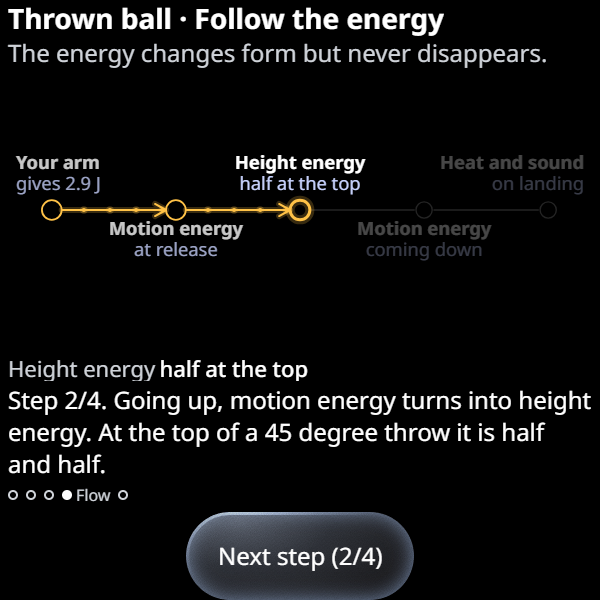 Thrown ball · Follow the energy
The energy changes form but never disappears.
Your arm
gives 2.9 J
Height energy
half at the top
Heat and sound
on landing
Motion energy
at release
Motion energy
coming down
Height energy half at the top
Step 2/4. Going up, motion energy turns into height
energy. At the top of a 45 degree throw it is half
and half.
Flow
Next step (2/4)